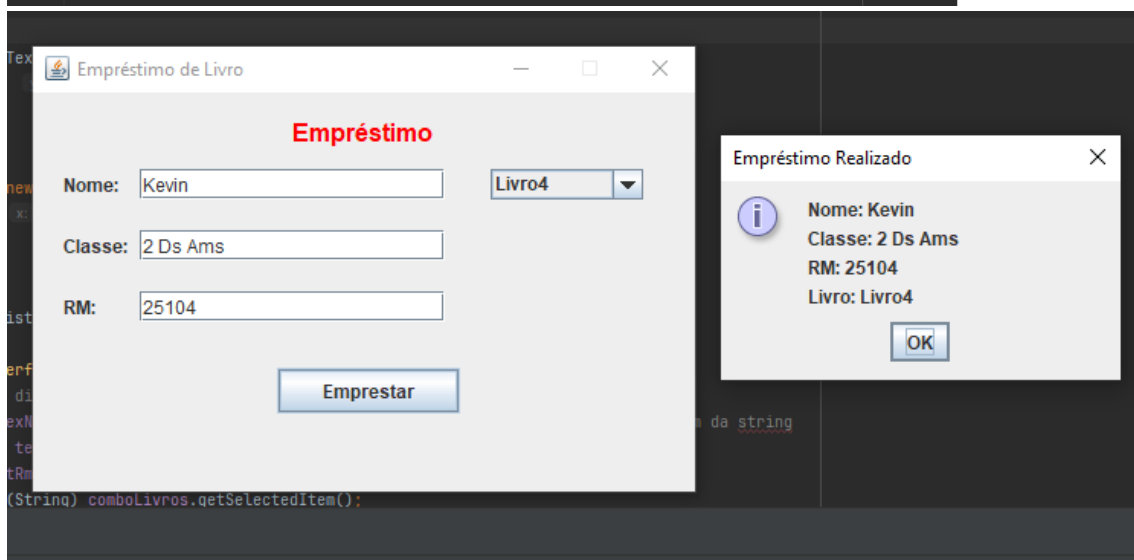 Empréstimo de Livro
Empréstimo
Nome: Kevin
Livro4
Classe: 2 Ds Ams
RM: 25104
Emprestar
Empréstimo Realizado
Nome: Kevin
Classe: 2 Ds Ams
RM: 25104
Livro: Livro4
OK
Tex
new
x:
ist
erf
di
exN
da string
te
tRm
(String) comboLivros.getSelectedItem();